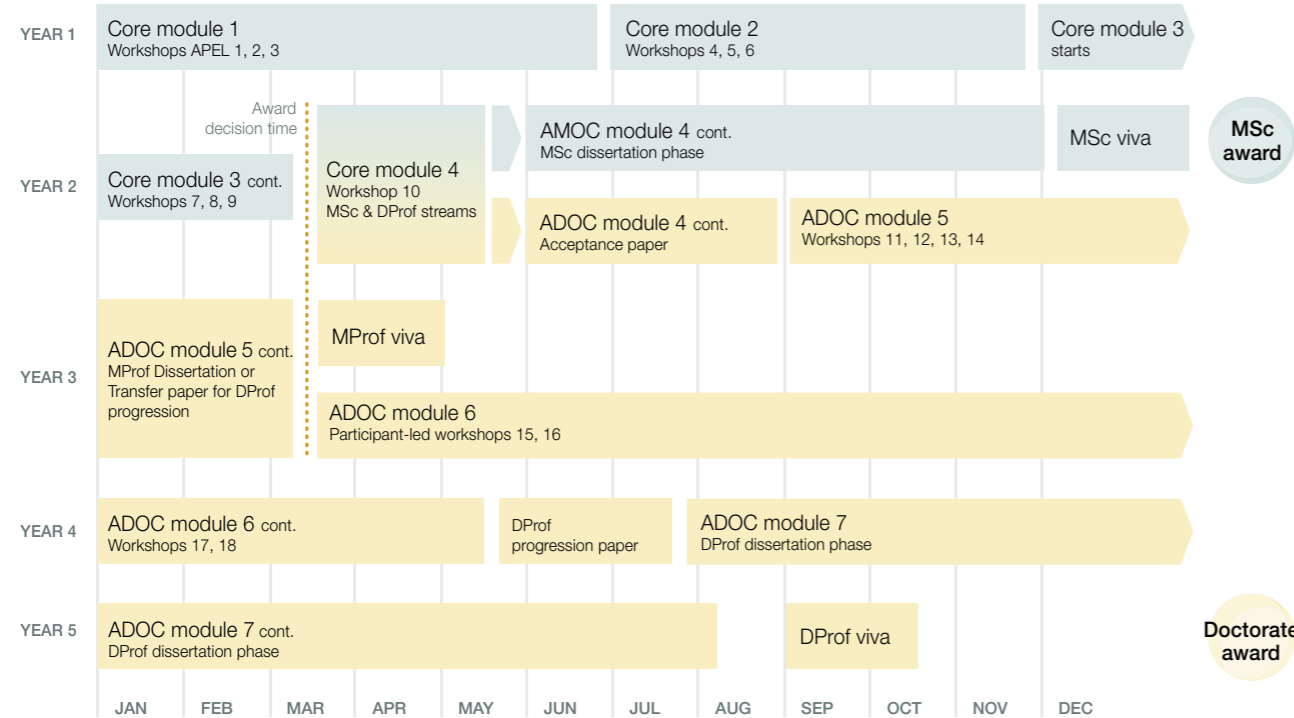 YEAR 1
Core module 1
Workshops APEL 1, 2, 3
Core module 2
Workshops 4, 5, 6
Core module 3
starts
Award
decision time
YEAR 2
Core module 3 cont.
Workshops 7, 8, 9
Core module 4
Workshop 10
MSc & DProf streams
AMOC module 4 cont.
MSc dissertation phase
MSc viva
MSc
award
ADOC module 4 cont.
Acceptance paper
ADOC module 5
Workshops 11, 12, 13, 14
YEAR 3
ADOC module 5 cont.
MProf Dissertation or
Transfer paper for DProf
progression
MProf viva
ADOC module 6
Participant-led workshops 15, 16
YEAR 4
ADOC module 6 cont.
Workshops 17, 18
DProf
progression paper
ADOC module 7
DProf dissertation phase
YEAR 5
ADOC module 7 cont.
DProf dissertation phase
DProf viva
Doctorate
award
JAN FEB MAR APR MAY JUN JUL AUG SEP OCT NOV DEC